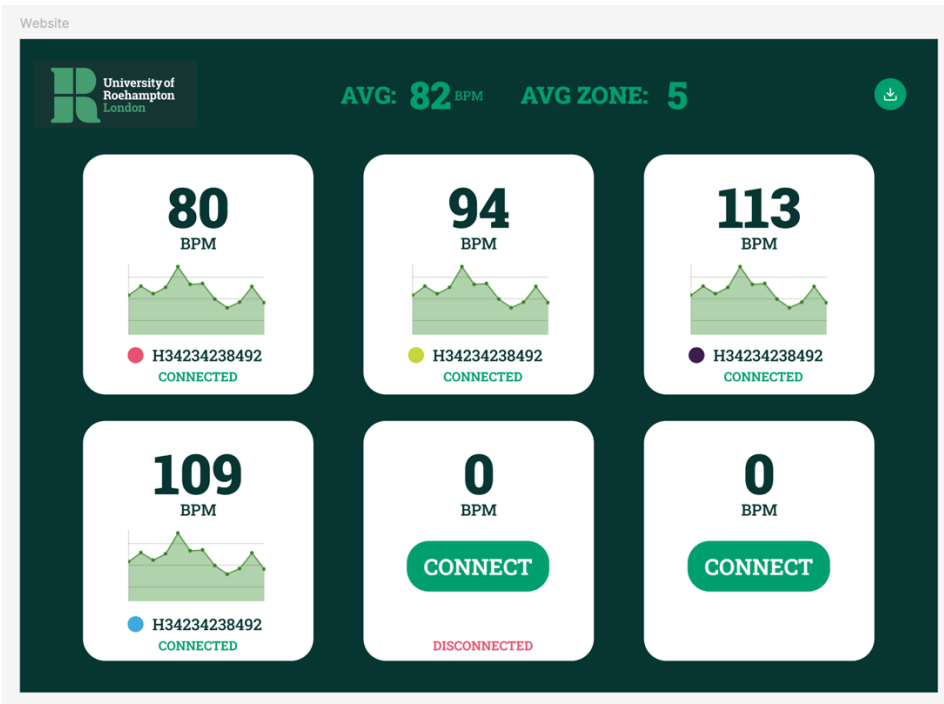 Website
University of
Roehampton
London
AVG: 82 BPM AVG ZONE: 5
80
BPM
H34234238492
CONNECTED
94
BPM
H34234238492
CONNECTED
113
BPM
H34234238492
CONNECTED
109
BPM
H34234238492
CONNECTED
0
BPM
CONNECT
DISCONNECTED
0
BPM
CONNECT